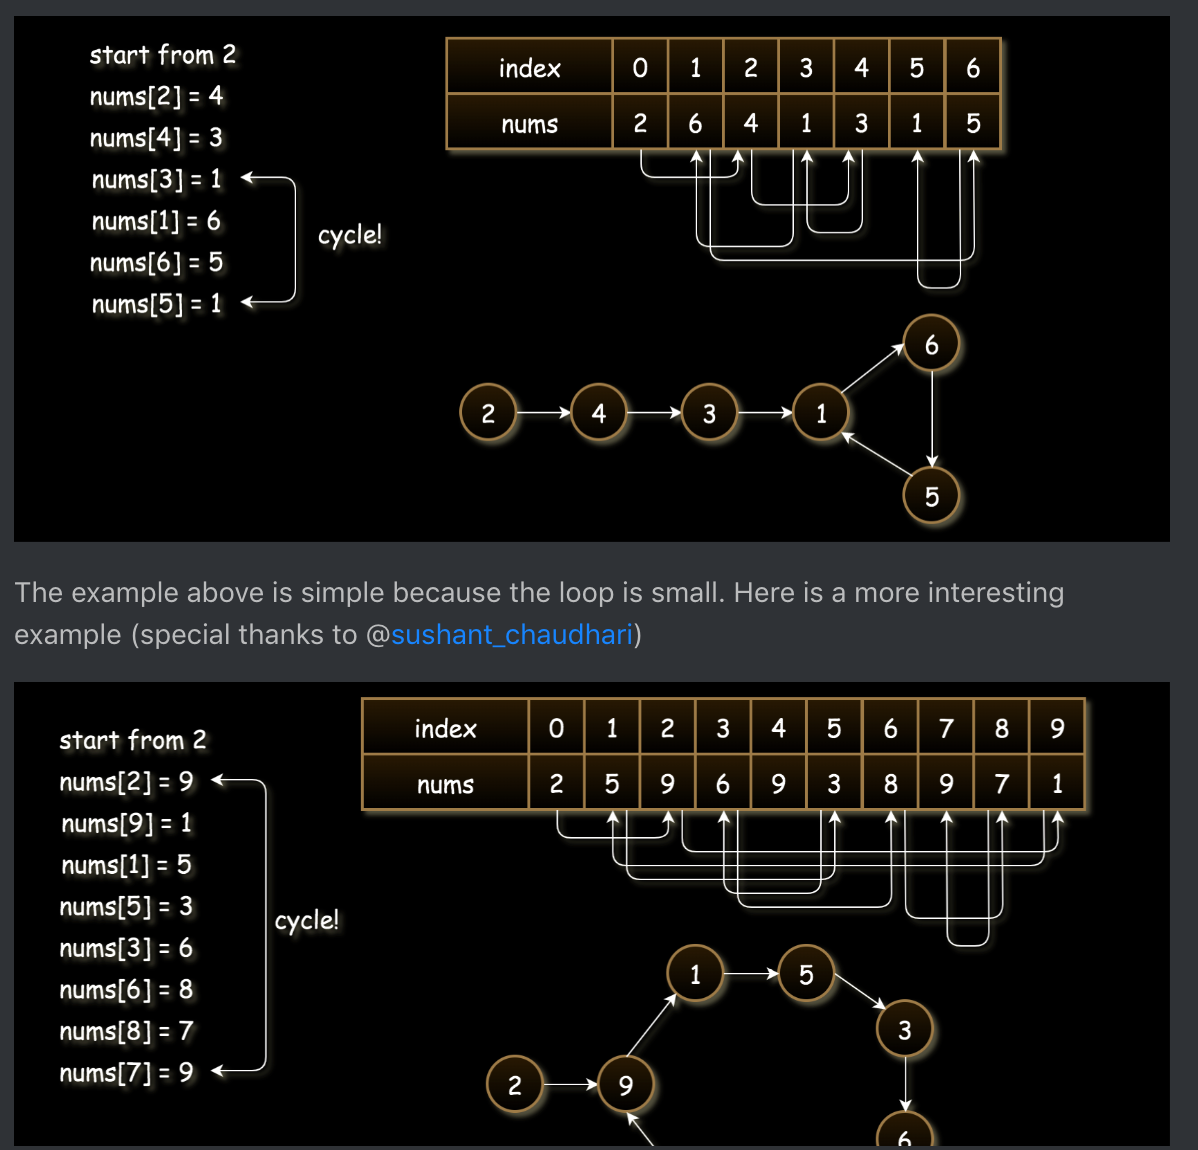 start from 2
nums[2] = 4
nums[4] = 3
nums[3] = 1
nums[1] = 6
nums[6] = 5
nums[5] = 1
cycle!
index 0 1 2 3 4 5 6
nums 2 6 4 1 3 1 5
6
2 4 3 1
5
The example above is simple because the loop is small. Here is a more interesting
example (special thanks to @sushant_chaudhari)
start from 2
nums[2] = 9
nums[9] = 1
nums[1] = 5
nums[5] = 3
nums[3] = 6
nums[6] = 8
nums[8] = 7
nums[7] = 9
cycle!
index 0 1 2 3 4 5 6 7 8 9
nums 2 5 9 6 9 3 8 9 7 1
1 5
3
2 9
6